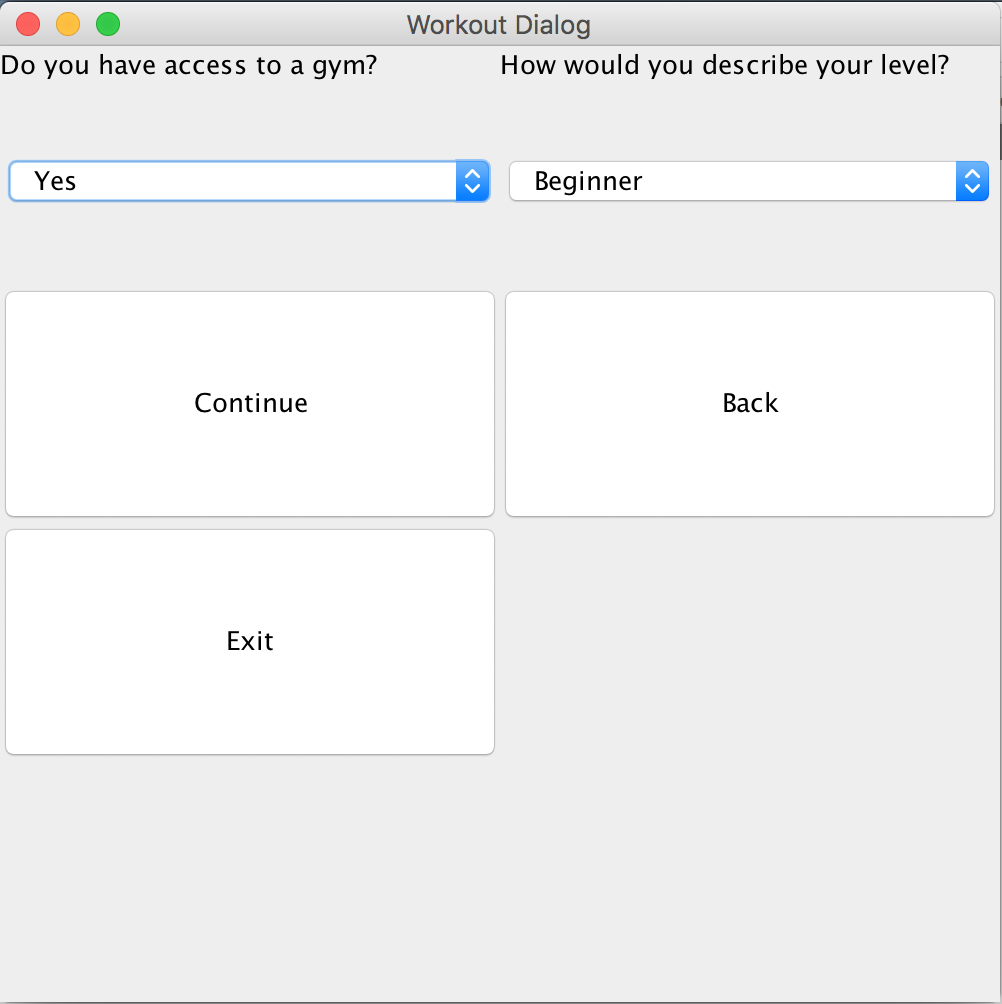 Workout Dialog
Do you have access to a gym?
How would you describe your level?
Yes
Beginner
Continue
Back
Exit